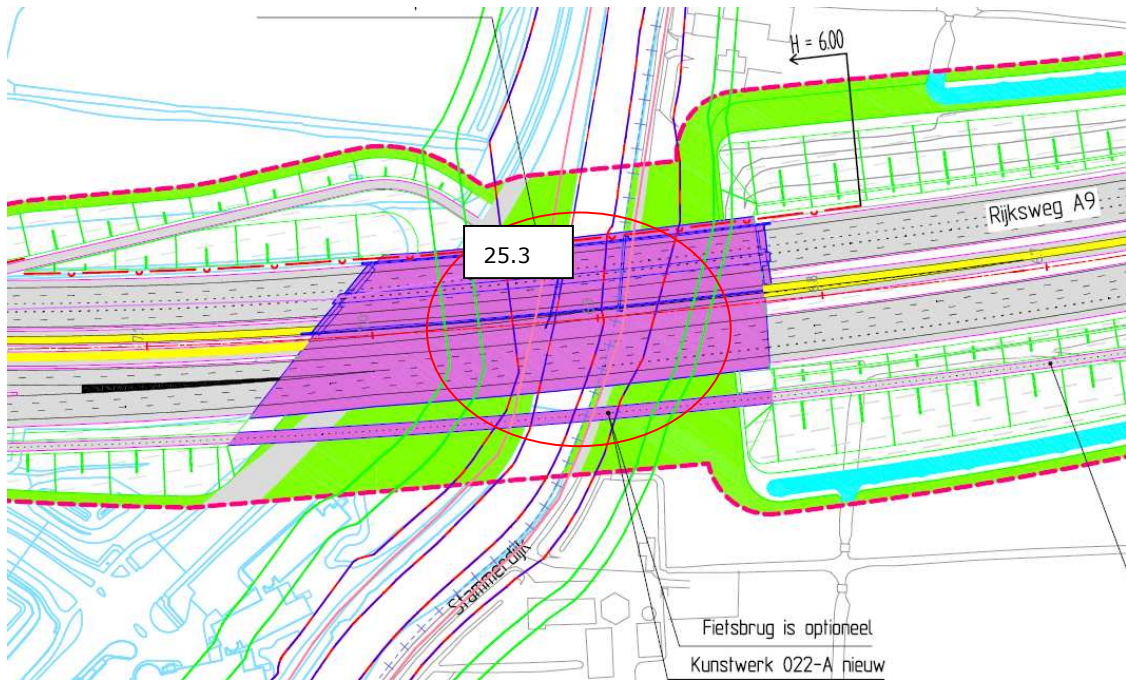 H = 6.00
Rijksweg A9
25.3
Stammerdijk
Fietsbrug is optioneel
Kunstwerk 022-A nieuw